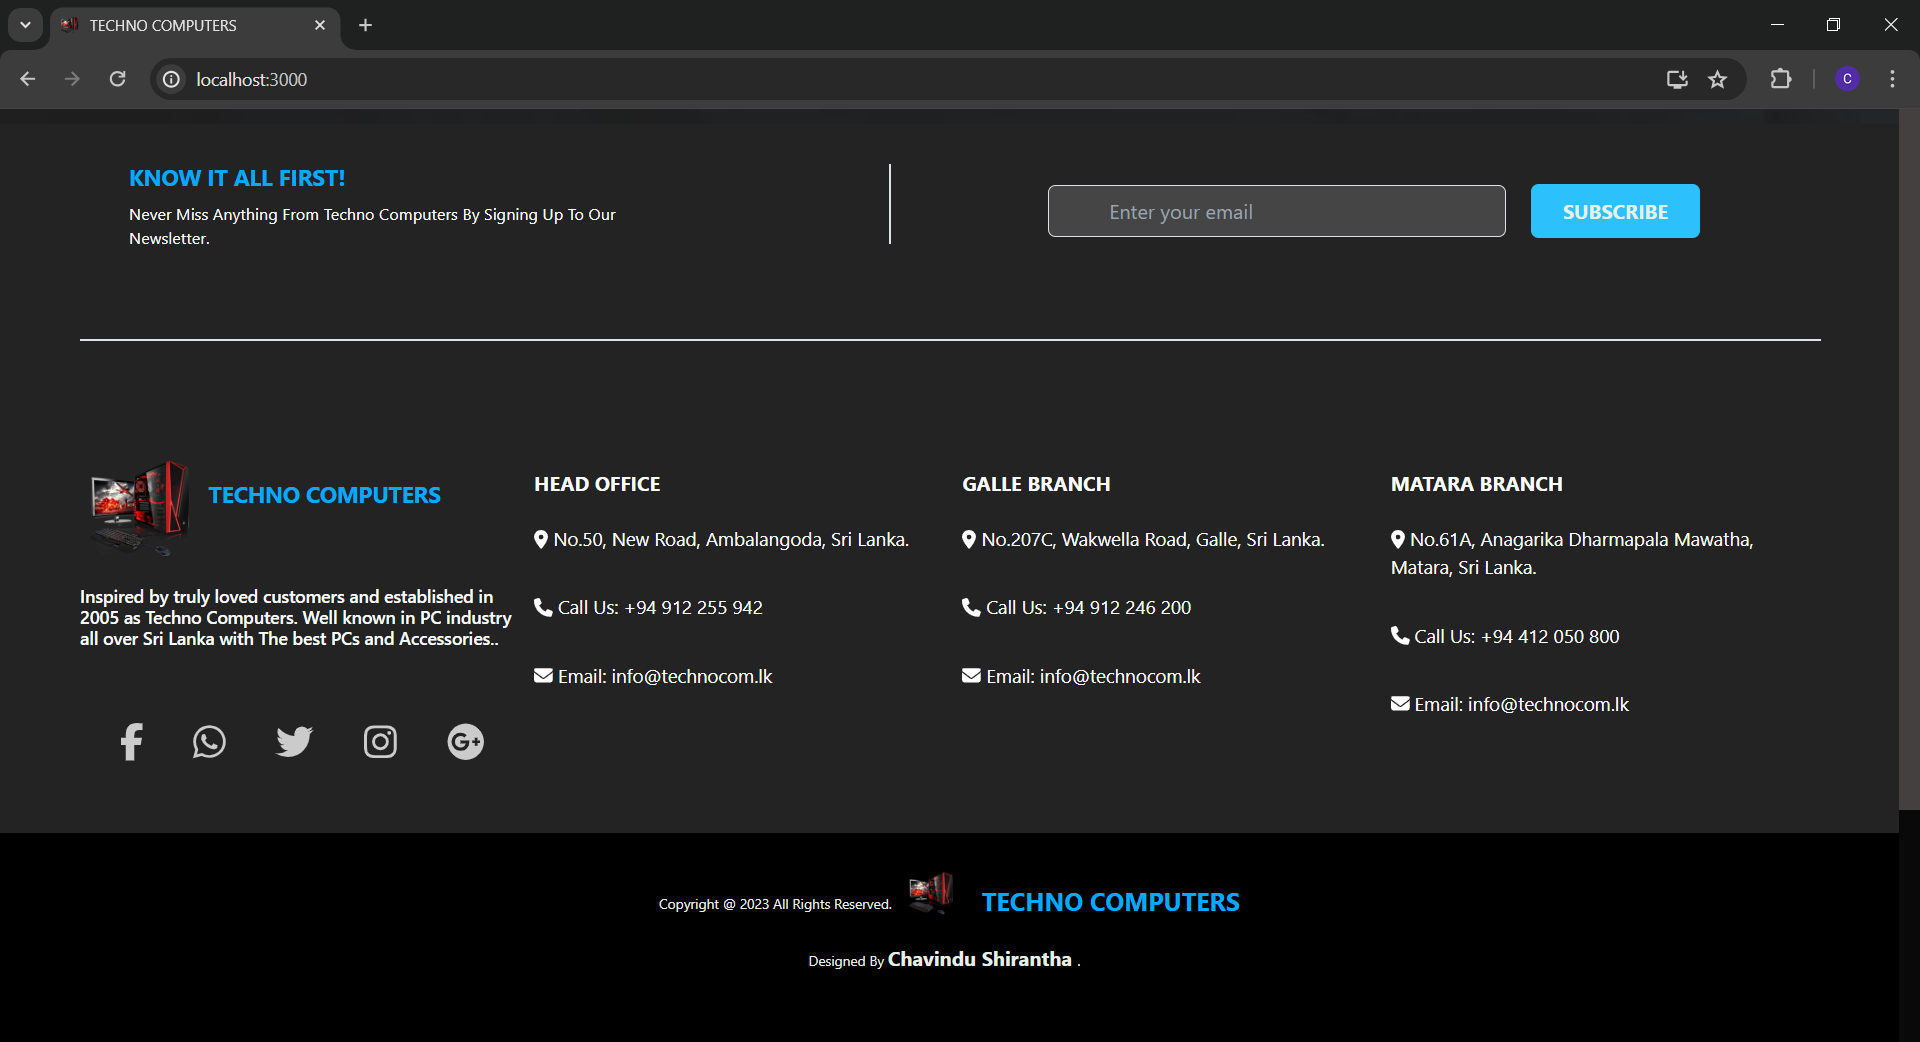 TECHNO COMPUTERS
localhost:3000
C
KNOW IT ALL FIRST!
Never Miss Anything From Techno Computers By Signing Up To Our
Newsletter.
Enter your email
SUBSCRIBE
TECHNO COMPUTERS
Inspired by truly loved customers and established in
2005 as Techno Computers. Well known in PC industry
all over Sri Lanka with The best PCs and Accessories..
G+
HEAD OFFICE
No.50, New Road, Ambalangoda, Sri Lanka.
Call Us: +94 912 255 942
Email: info@technocom.lk
GALLE BRANCH
No.207C, Wakwella Road, Galle, Sri Lanka.
Call Us: +94 912 246 200
Email: info@technocom.lk
MATARA BRANCH
No.61A, Anagarika Dharmapala Mawatha,
Matara, Sri Lanka.
Call Us: +94 412 050 800
Email: info@technocom.lk
Copyright @ 2023 All Rights Reserved. TECHNO COMPUTERS
Designed By Chavindu Shirantha .